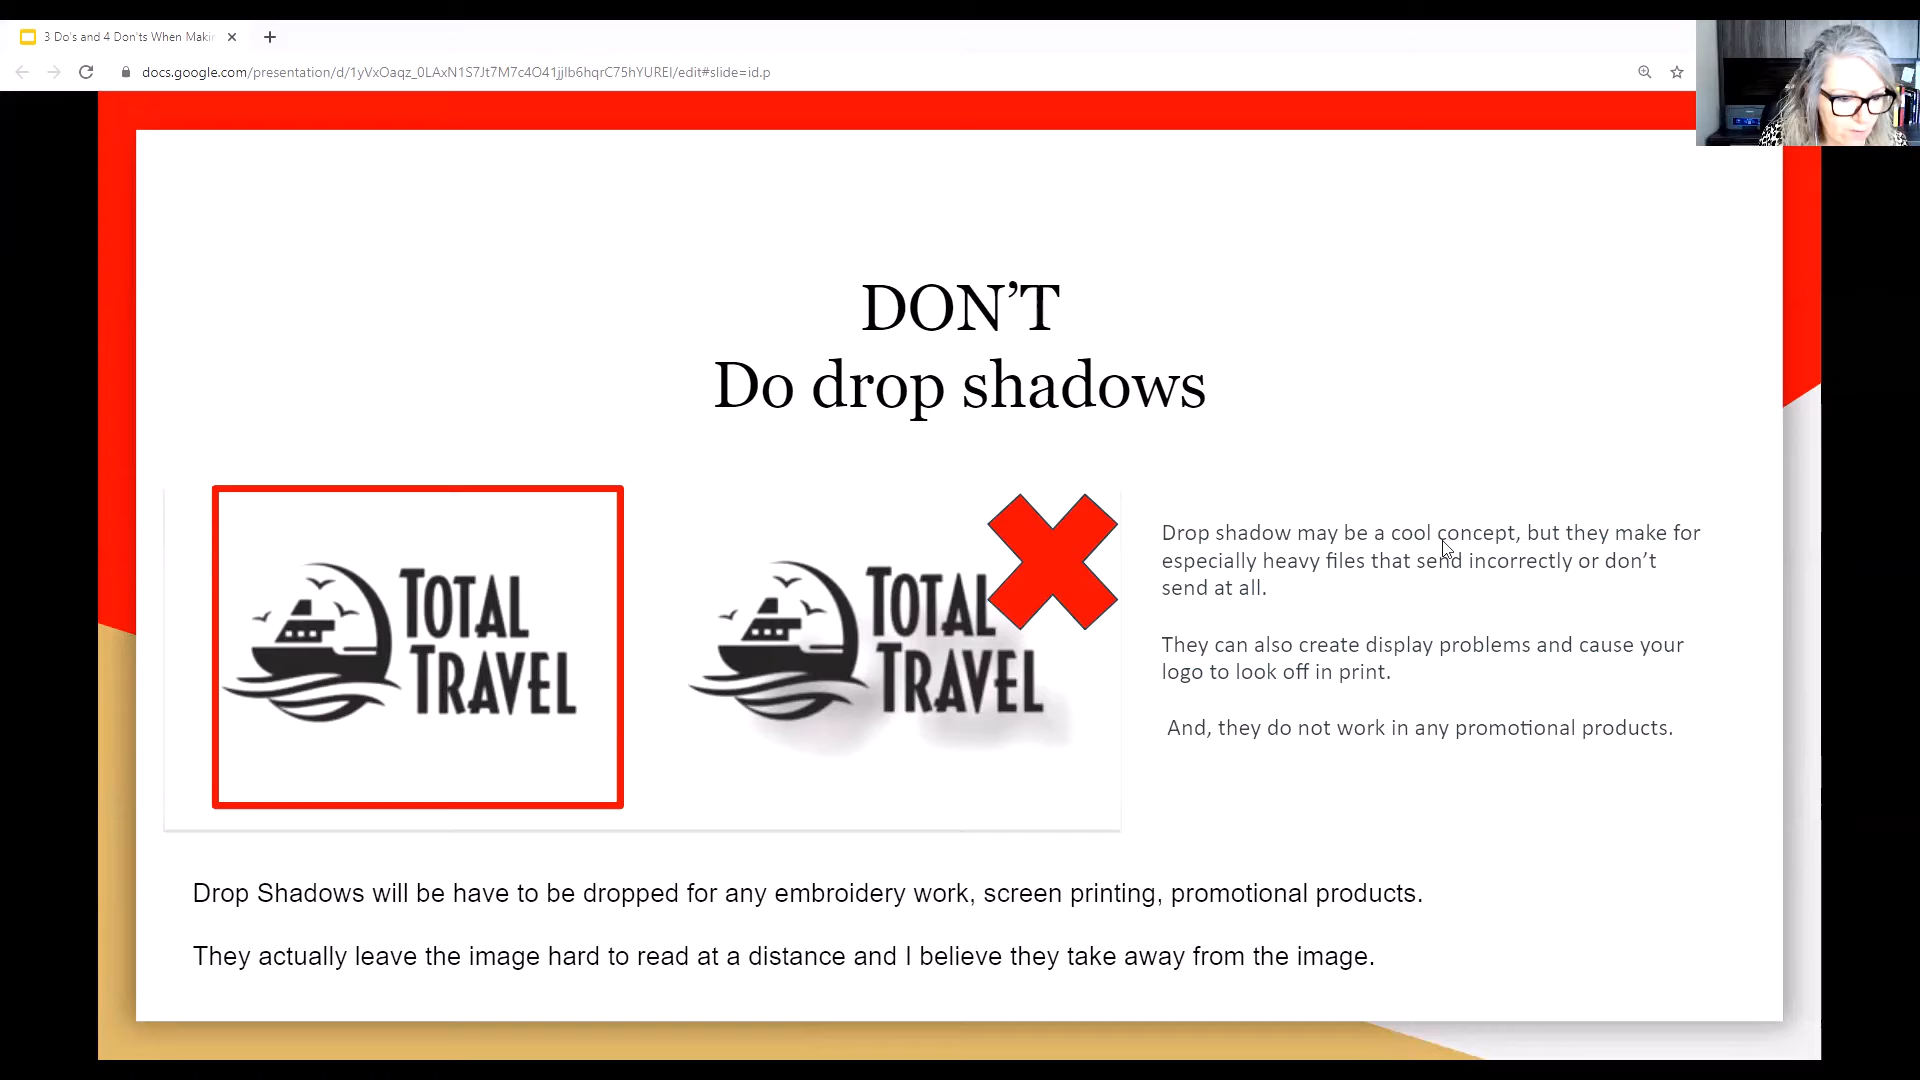 3 Do's and 4 Don'ts When Makin
docs.google.com/presentation/d/1yVxOaqz_0LAxN1S7Jt7M7c4O41jjIb6hqrC75hYUREI/edit#slide=id.p
DON’T
Do drop shadows
TOTAL
TRAVEL
TOTAL
TRAVEL
Drop shadow may be a cool concept, but they make for
especially heavy files that send incorrectly or don’t
send at all.
They can also create display problems and cause your
logo to look off in print.
And, they do not work in any promotional products.
Drop Shadows will be have to be dropped for any embroidery work, screen printing, promotional products.
They actually leave the image hard to read at a distance and I believe they take away from the image.